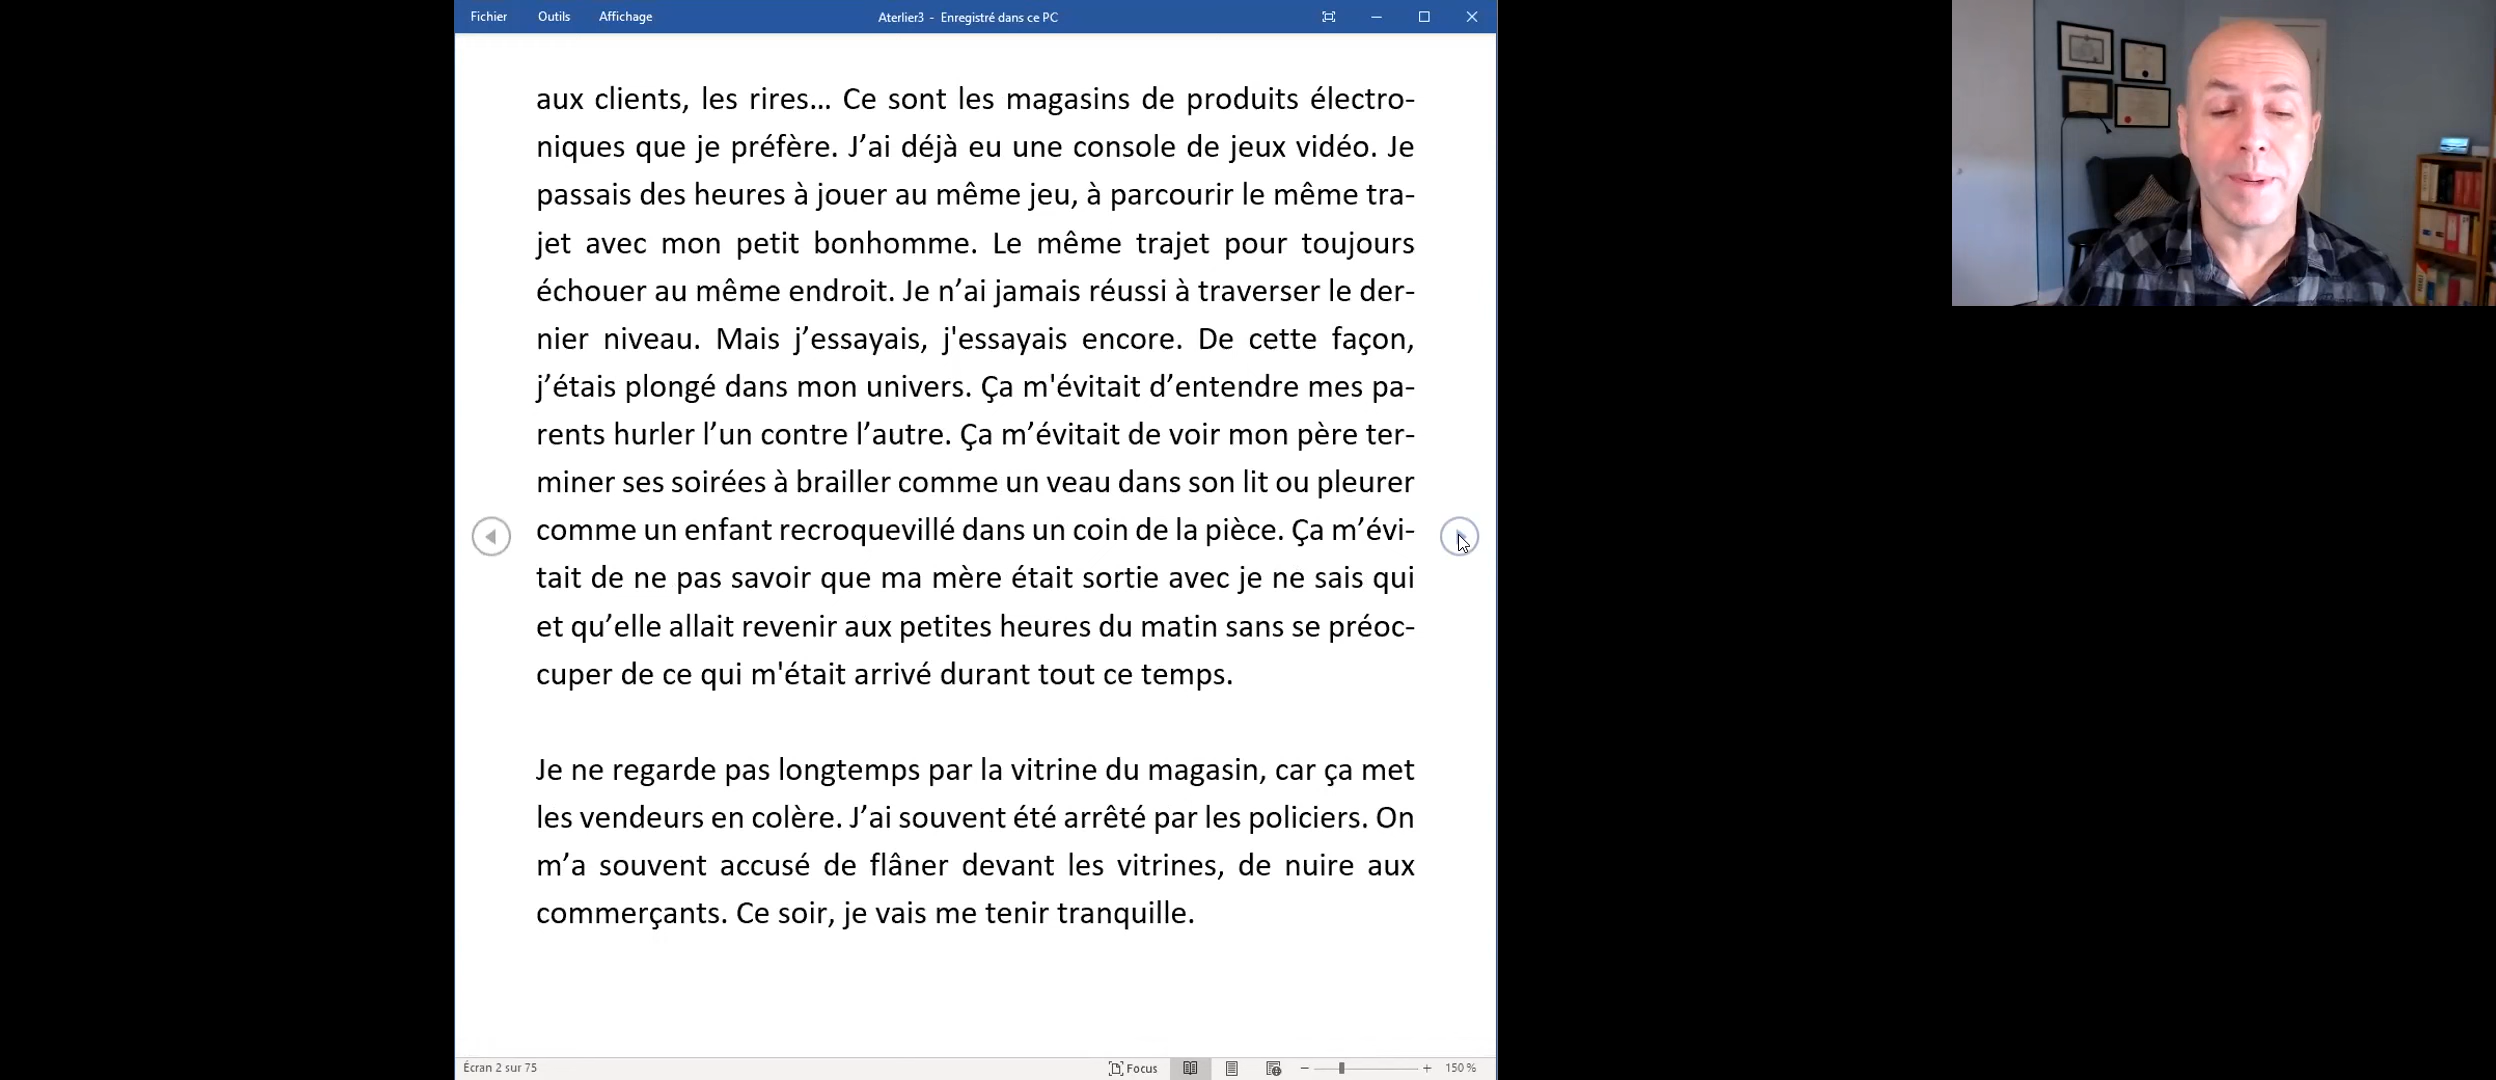 Fichier Outils Affichage Aterlier3 - Enregistré dans ce PC
aux clients, les rires… Ce sont les magasins de produits électro-
niques que je préfère. J’ai déjà eu une console de jeux vidéo. Je
passais des heures à jouer au même jeu, à parcourir le même tra-
jet avec mon petit bonhomme. Le même trajet pour toujours
échouer au même endroit. Je n’ai jamais réussi à traverser le der-
nier niveau. Mais j’essayais, j'essayais encore. De cette façon,
j’étais plongé dans mon univers. Ça m'évitait d’entendre mes pa-
rents hurler l’un contre l’autre. Ça m’évitait de voir mon père ter-
miner ses soirées à brailler comme un veau dans son lit ou pleurer
comme un enfant recroquevillé dans un coin de la pièce. Ça m’évi-
tait de ne pas savoir que ma mère était sortie avec je ne sais qui
et qu’elle allait revenir aux petites heures du matin sans se préoc-
cuper de ce qui m'était arrivé durant tout ce temps.
Je ne regarde pas longtemps par la vitrine du magasin, car ça met
les vendeurs en colère. J’ai souvent été arrêté par les policiers. On
m’a souvent accusé de flâner devant les vitrines, de nuire aux
commerçants. Ce soir, je vais me tenir tranquille.
Écran 2 sur 75 Focus 150 %